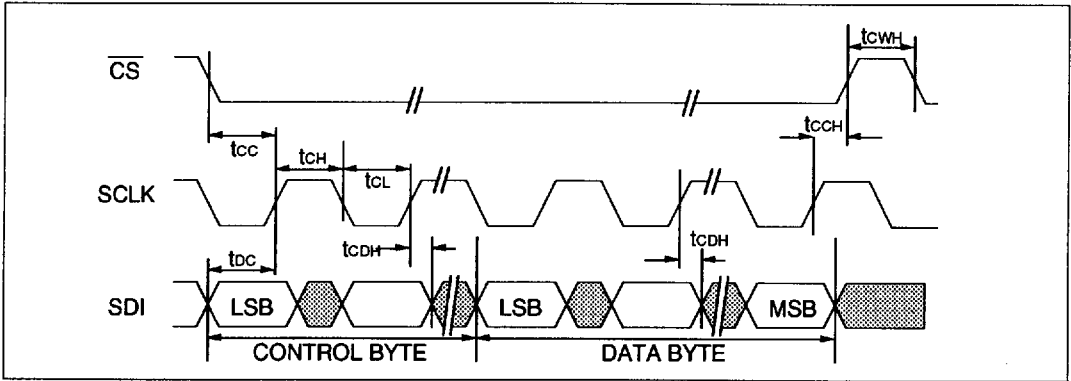 CS
tCWH
tCCH
tCC
tCH
tCL
SCLK
tCDH
tCDH
tDC
SDI
LSB
LSB
MSB
CONTROL BYTE
DATA BYTE